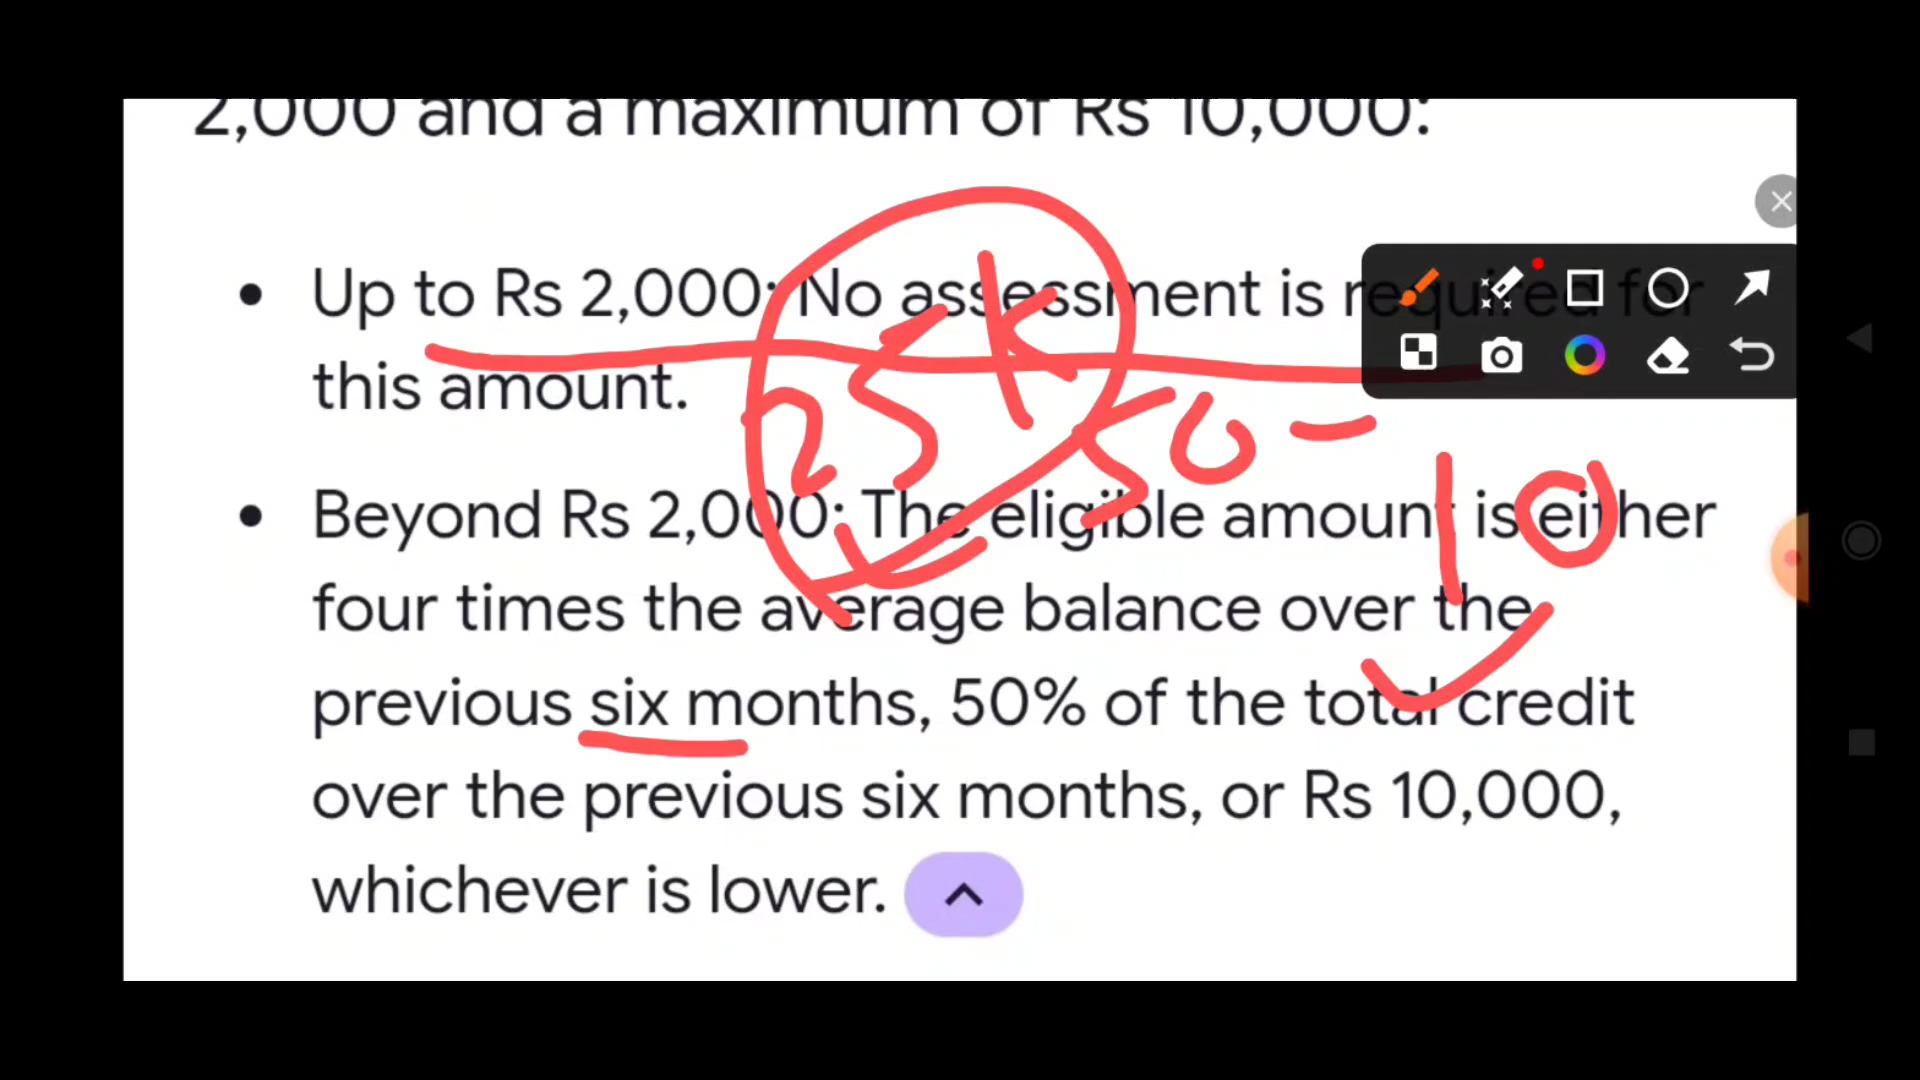 2,000 and a maximum of Rs 10,000:
• Up to Rs 2,000: No assessment is required for
this amount.
25K
50 -
10
• Beyond Rs 2,000: The eligible amount is either
four times the average balance over the
previous six months, 50% of the total credit
over the previous six months, or Rs 10,000,
whichever is lower.